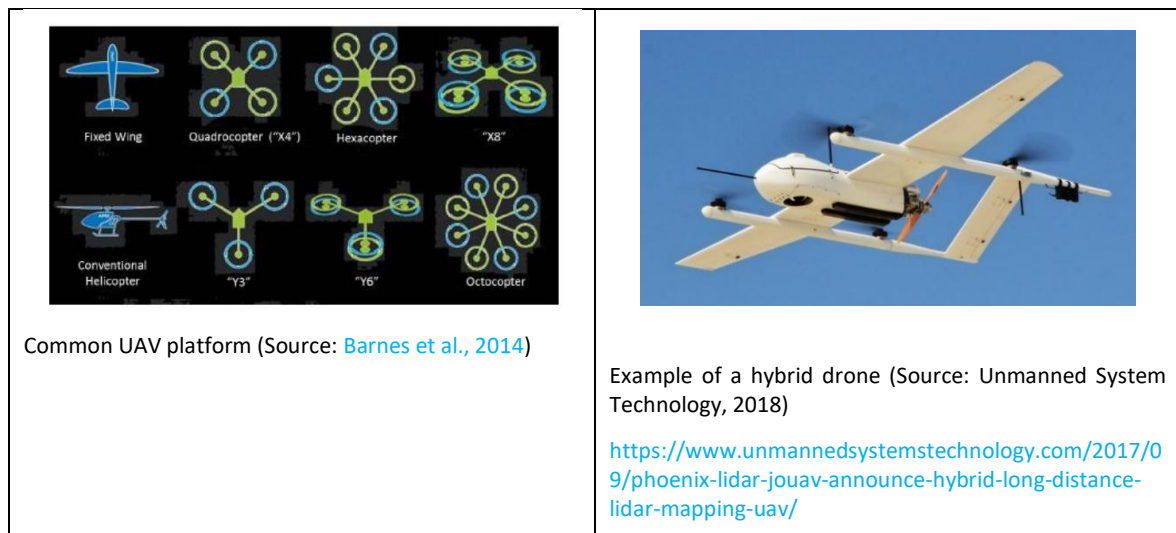 Fixed Wing
Quadrocopter ("X4")
Hexacopter
"X8"
Conventional
Helicopter
"Y3"
"Y6"
Octocopter
Common UAV platform (Source: Barnes et al., 2014)
Example of a hybrid drone (Source: Unmanned System
Technology, 2018)
https://www.unmannedsystemstechnology.com/2017/0
9/phoenix-lidar-jouav-announce-hybrid-long-distance-
lidar-mapping-uav/